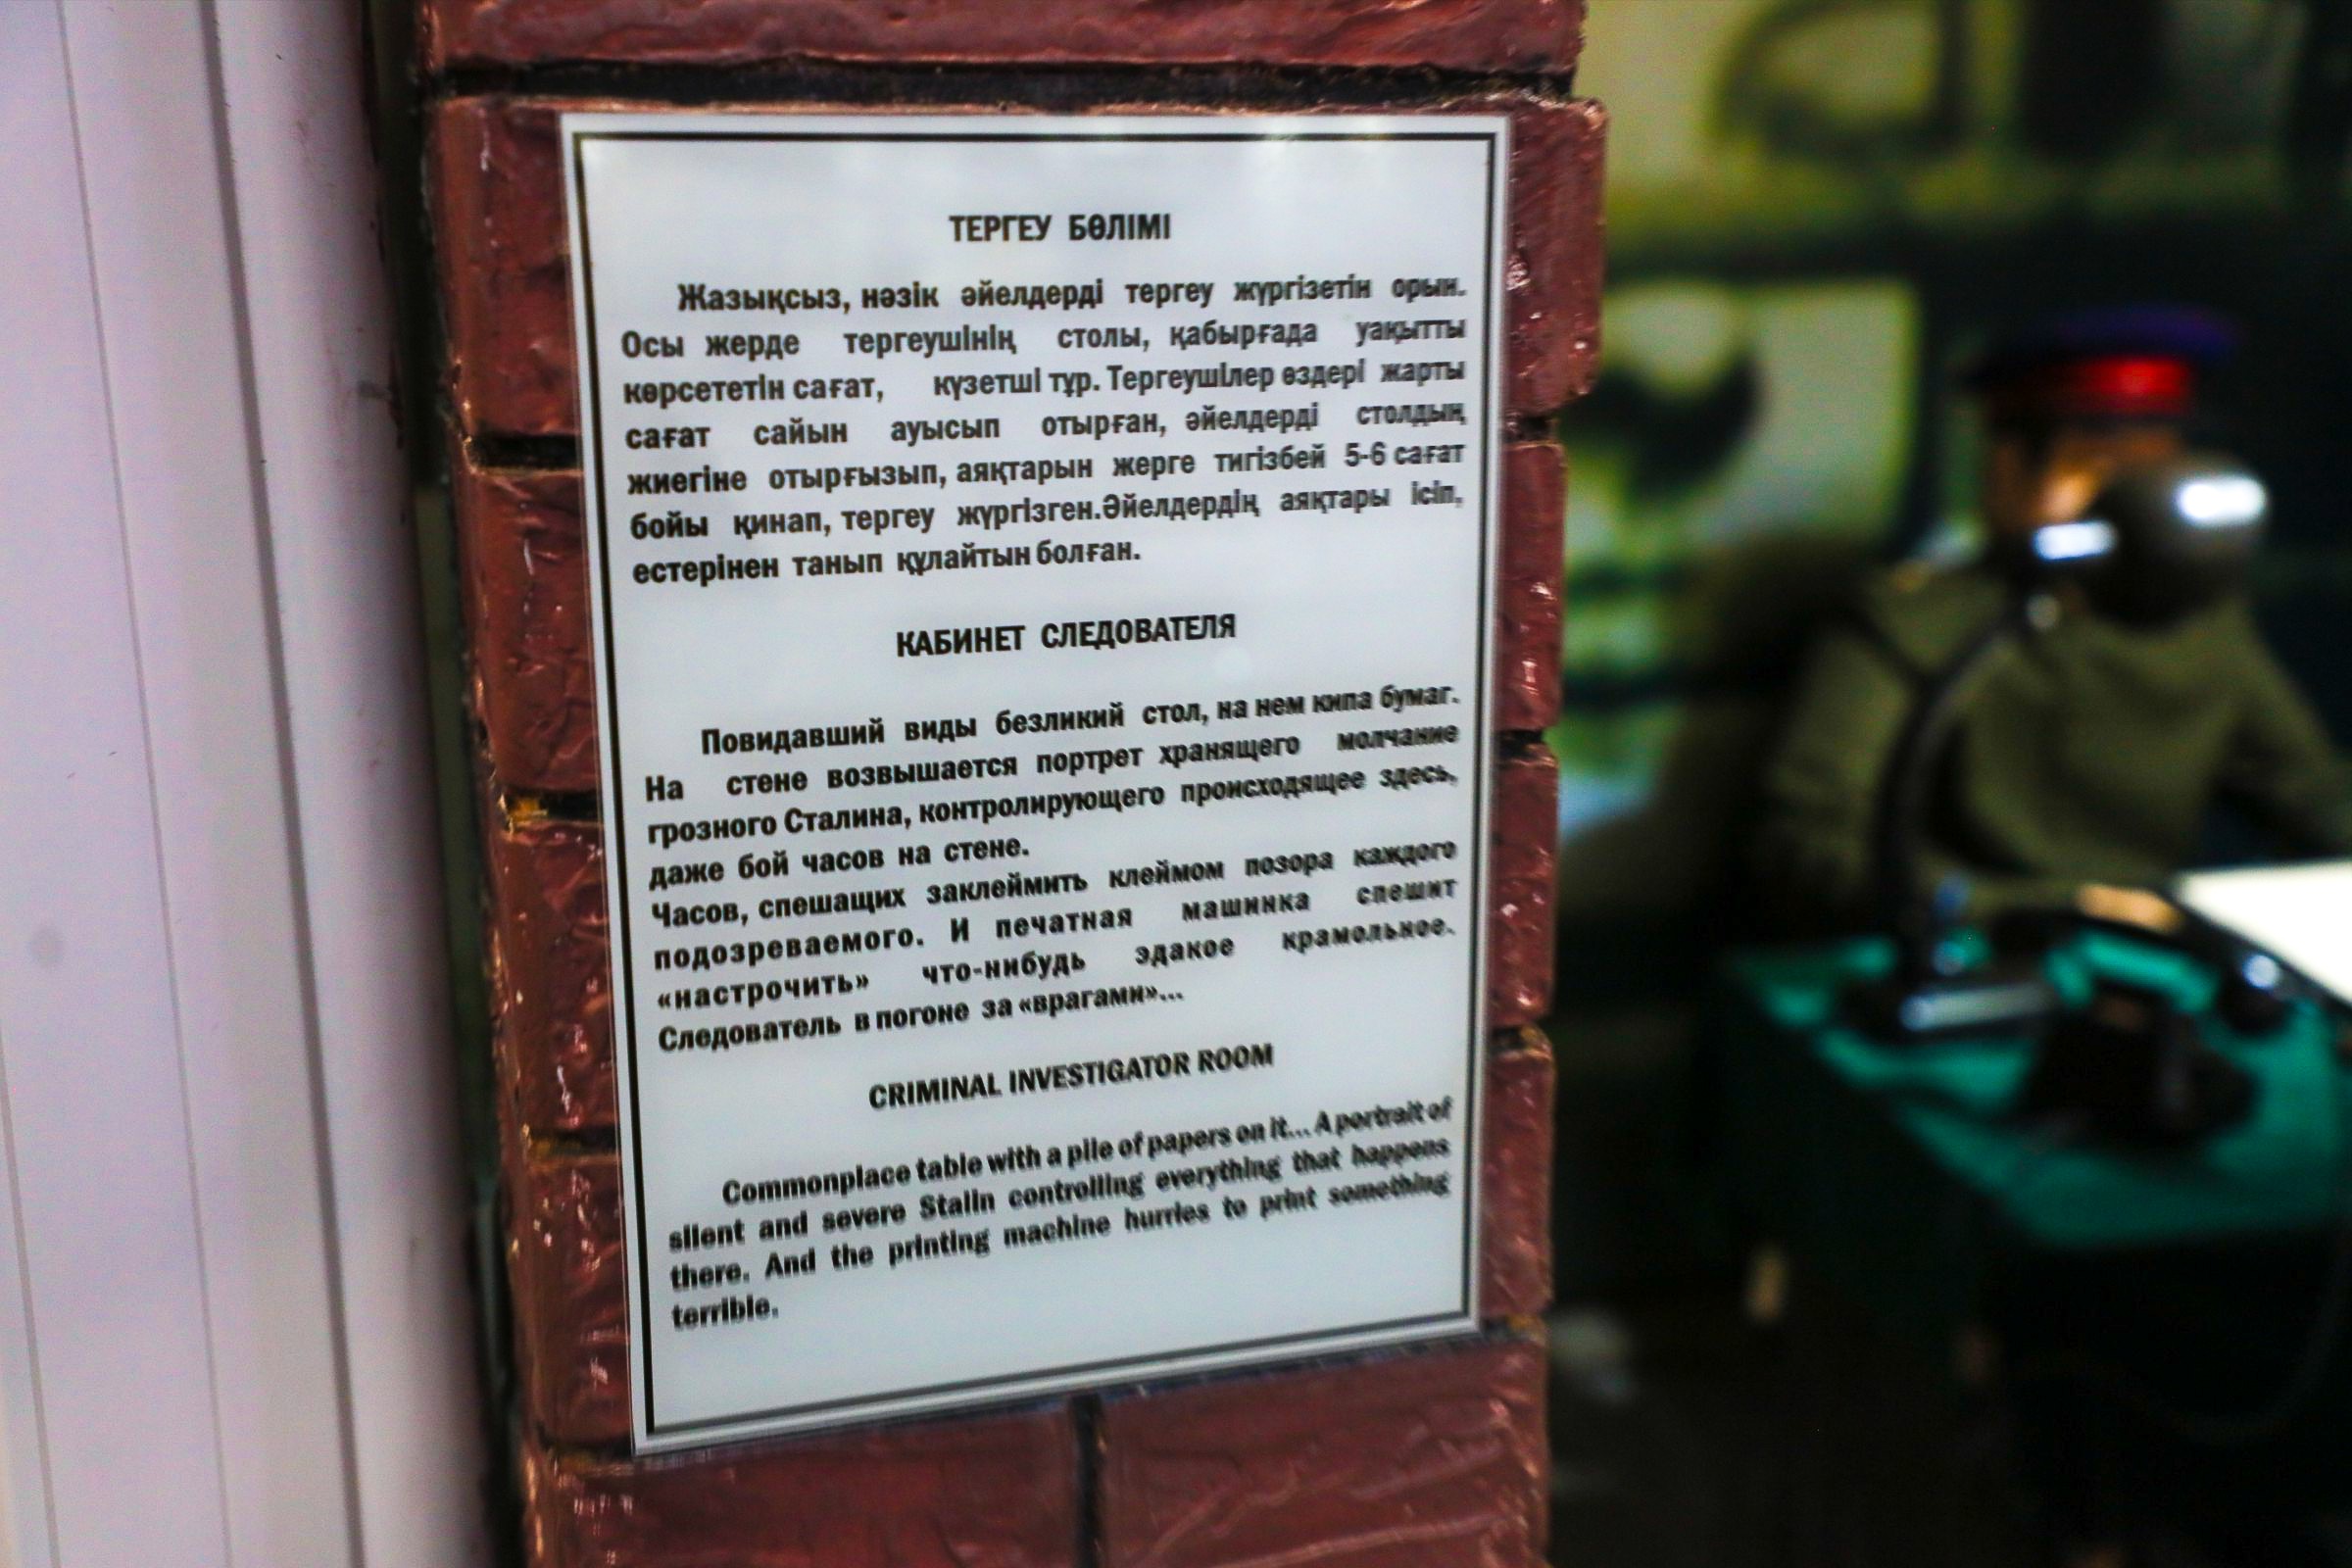 ТЕРГЕУ БӨЛІМІ
Жазықсыз, нәзік әйелдерді тергеу жүргізетін орын.
Осы жерде тергеушінің столы, қабырғада уақытты
көрсететін сағат, күзетші тұр. Тергеушілер өздері жарты
сағат сайын ауысып отырған, әйелдерді столдың
жиегіне отырғызып, аяқтарын жерге тигізбей 5-6 сағат
бойы қинап, тергеу жүргізген.Әйелдердің аяқтары ісіп,
естерінен танып құлайтын болған.
КАБИНЕТ СЛЕДОВАТЕЛЯ
Повидавший виды безликий стол, на нем кипа бумаг.
На стене возвышается портрет хранящего молчание
грозного Сталина, контролирующего происходящее здесь,
даже бой часов на стене.
Часов, спешащих заклеймить клеймом позора каждого
подозреваемого. И печатная машинка спешит
«настрочить» что-нибудь эдакое крамольное.
Следователь в погоне за «врагами»...
CRIMINAL INVESTIGATOR ROOM
Commonplace table with a pile of papers on it... A portrait of
silent and severe Stalin controlling everything that happens
there. And the printing machine hurries to print something
terrible.